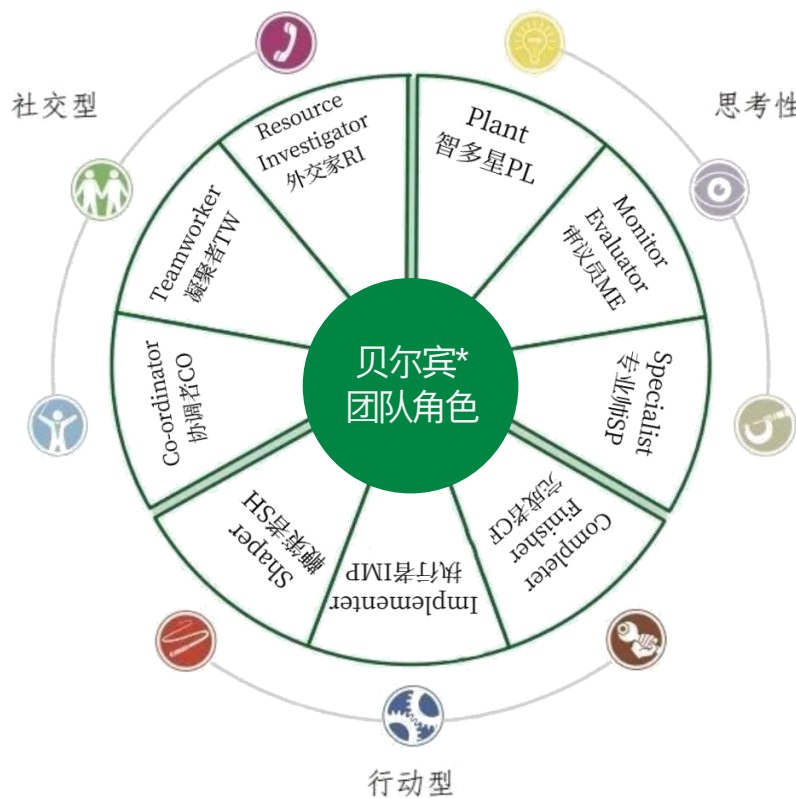 社交型
思考性
Resource
Investigator
外交家RI
Plant
智多星PL
Teamworker
凝聚者TW
Monitor
Evaluator
审议员ME
Co-ordinator
协调者CO
贝尔宾*
团队角色
Specialist
专业师SP
Shaper
鞭策者SH
Implementer
执行者IMP
Completer
Finisher
完成者CF
行动型